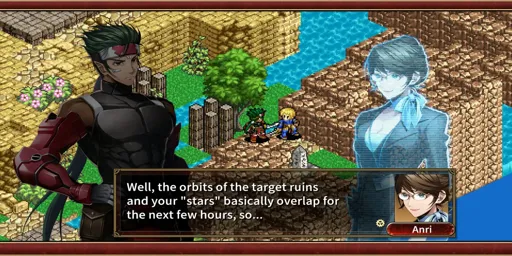 Well, the orbits of the target ruins
and your "stars" basically overlap for
the next few hours, so...
Anri